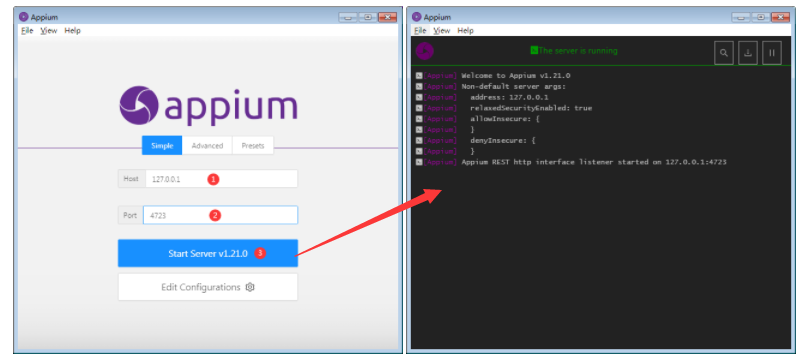 Appium
File View Help
appium
Simple Advanced Presets
Host 127.0.0.1 1
Port 4723 2
Start Server v1.21.0 3
Edit Configurations
Appium
File View Help
The server is running
[Appium] Welcome to Appium v1.21.0
[Appium] Non-default server args:
[Appium] address: 127.0.0.1
[Appium] relaxedSecurityEnabled: true
[Appium] allowInsecure: {
[Appium] }
[Appium] denyInsecure: {
[Appium] }
[Appium] Appium REST http interface listener started on 127.0.0.1:4723